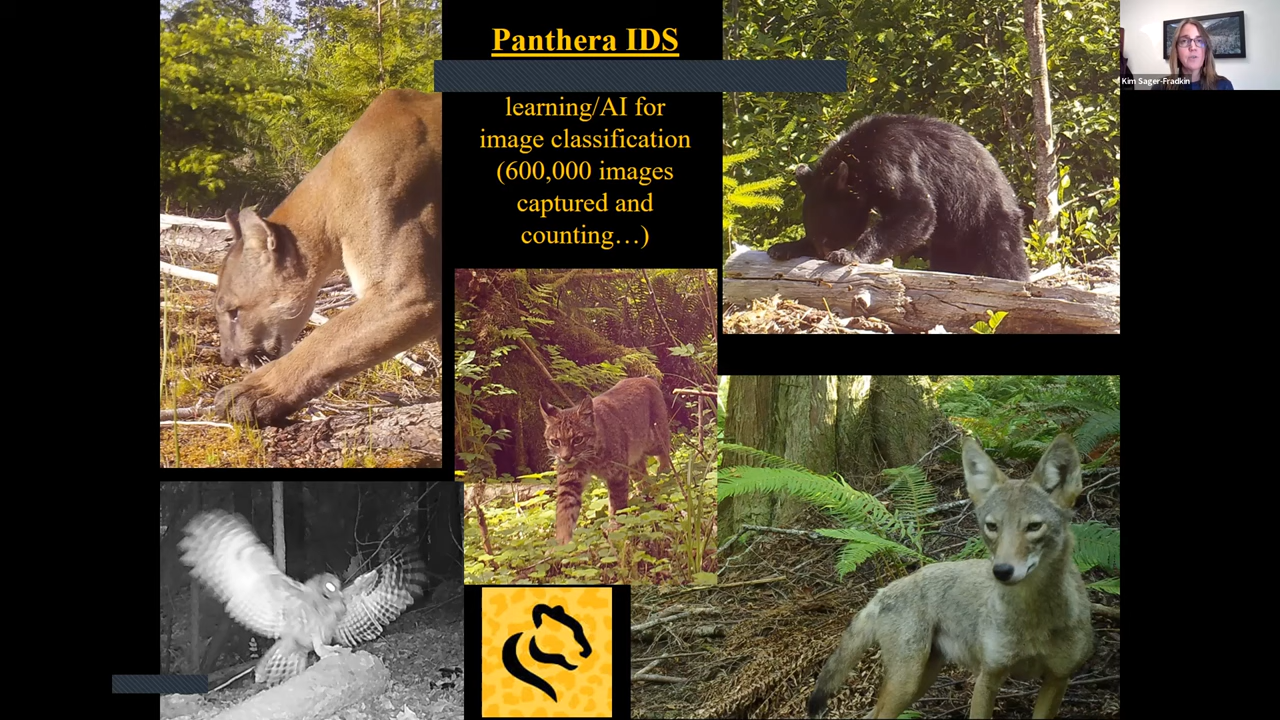 Panthera IDS
learning/AI for
image classification
(600,000 images
captured and
counting…)
Kim Sager-Fradkin